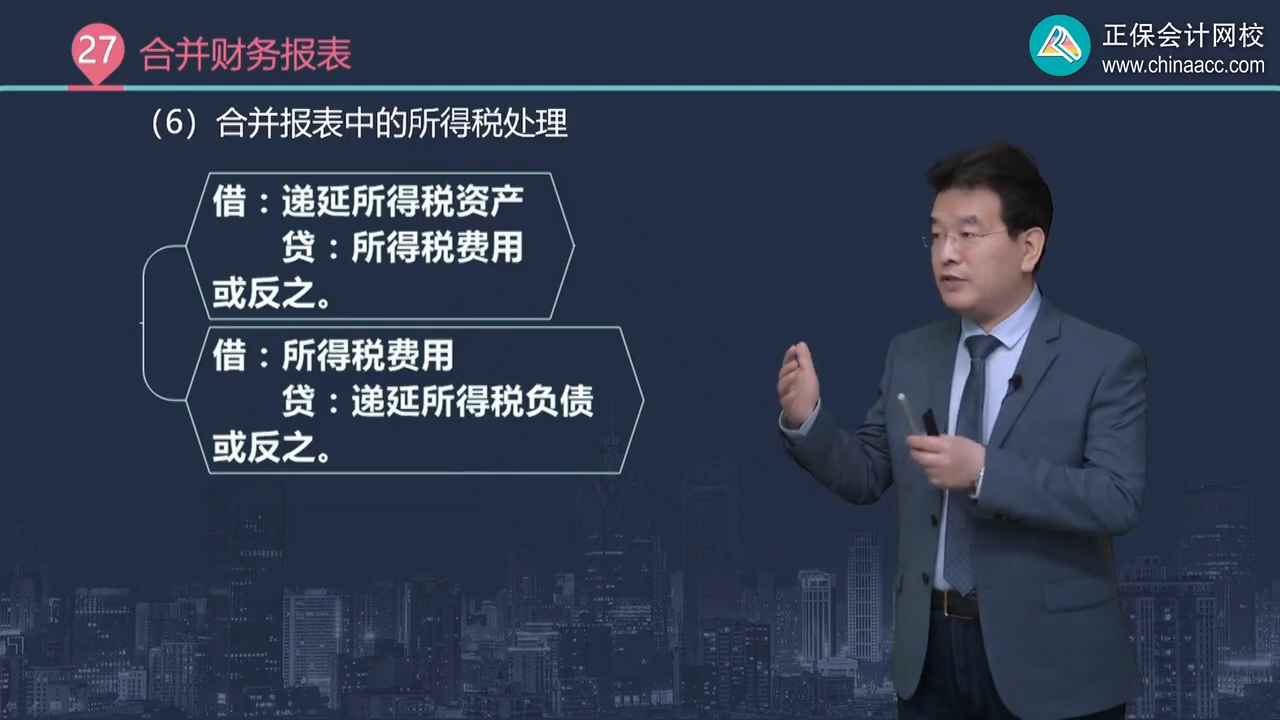 27 合并财务报表
正保会计网校
www.chinaacc.com
（6）合并报表中的所得税处理
借：递延所得税资产
贷：所得税费用
或反之。
借：所得税费用
贷：递延所得税负债
或反之。